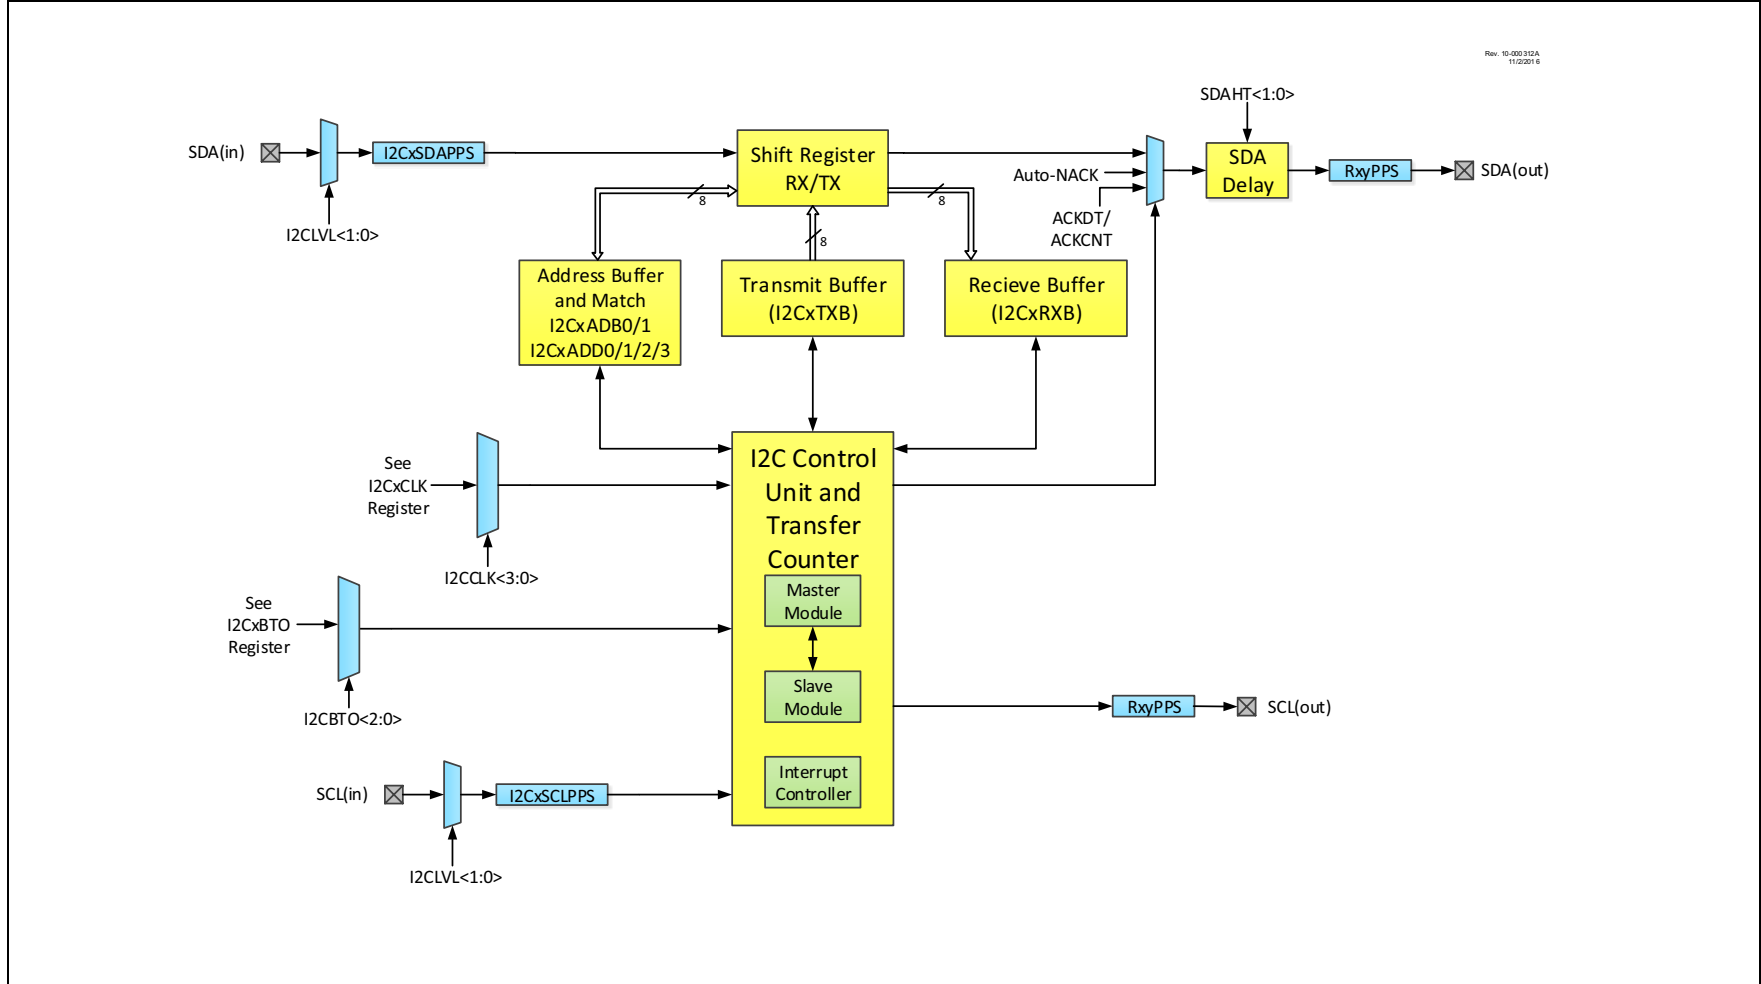 Rev. 10-000312A
11/2/2016
SDAHT<1:0>
SDA(in)
I2CxSDAPPS
I2CLVL<1:0>
Shift Register
RX/TX
8
8
8
Auto-NACK
ACKDT/
ACKCNT
SDA
Delay
RxyPPS
SDA(out)
Address Buffer
and Match
I2CxADB0/1
I2CxADD0/1/2/3
Transmit Buffer
(I2CxTXB)
Recieve Buffer
(I2CxRXB)
See
I2CxCLK
Register
I2CCLK<3:0>
I2C Control
Unit and
Transfer
Counter
Master
Module
Slave
Module
Interrupt
Controller
See
I2CxBTO
Register
I2CBTO<2:0>
RxyPPS
SCL(out)
SCL(in)
I2CxSCLPPS
I2CLVL<1:0>